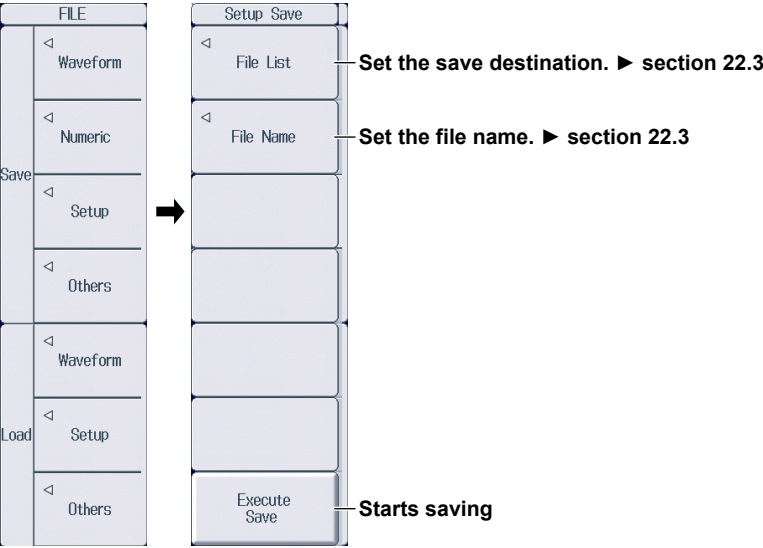 FILE
Save
Waveform
Numeric
Setup
Others
Load
Waveform
Setup
Others
Setup Save
File List
Set the save destination. ► section 22.3
File Name
Set the file name. ► section 22.3
Execute
Save
Starts saving